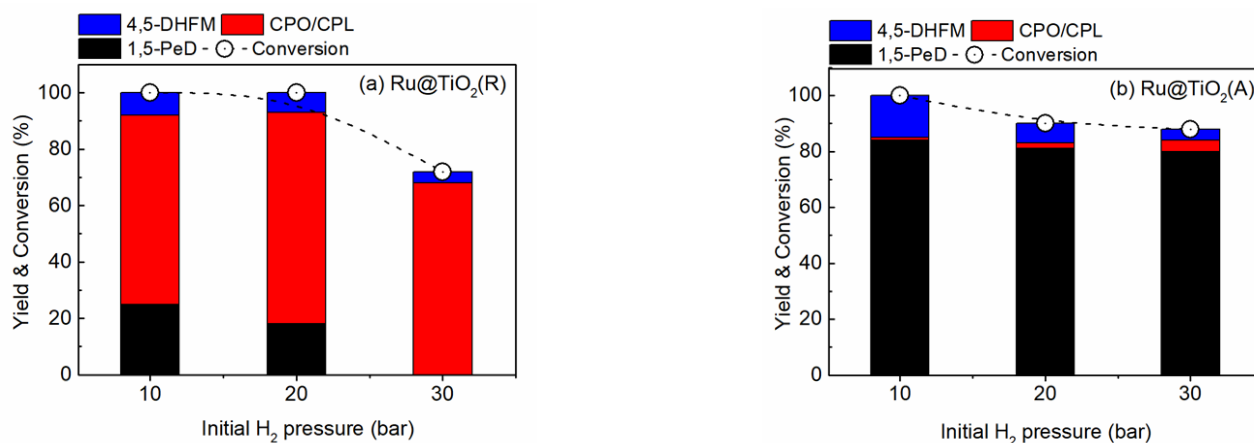 4,5-DHFM CPO/CPL
1,5-PeD Conversion
(a) Ru@TiO₂(R)
100
80
60
40
20
0
10 20 30
Yield & Conversion (%)
Initial H₂ pressure (bar)
4,5-DHFM CPO/CPL
1,5-PeD Conversion
(b) Ru@TiO₂(A)
100
80
60
40
20
0
10 20 30
Yield & Conversion (%)
Initial H₂ pressure (bar)